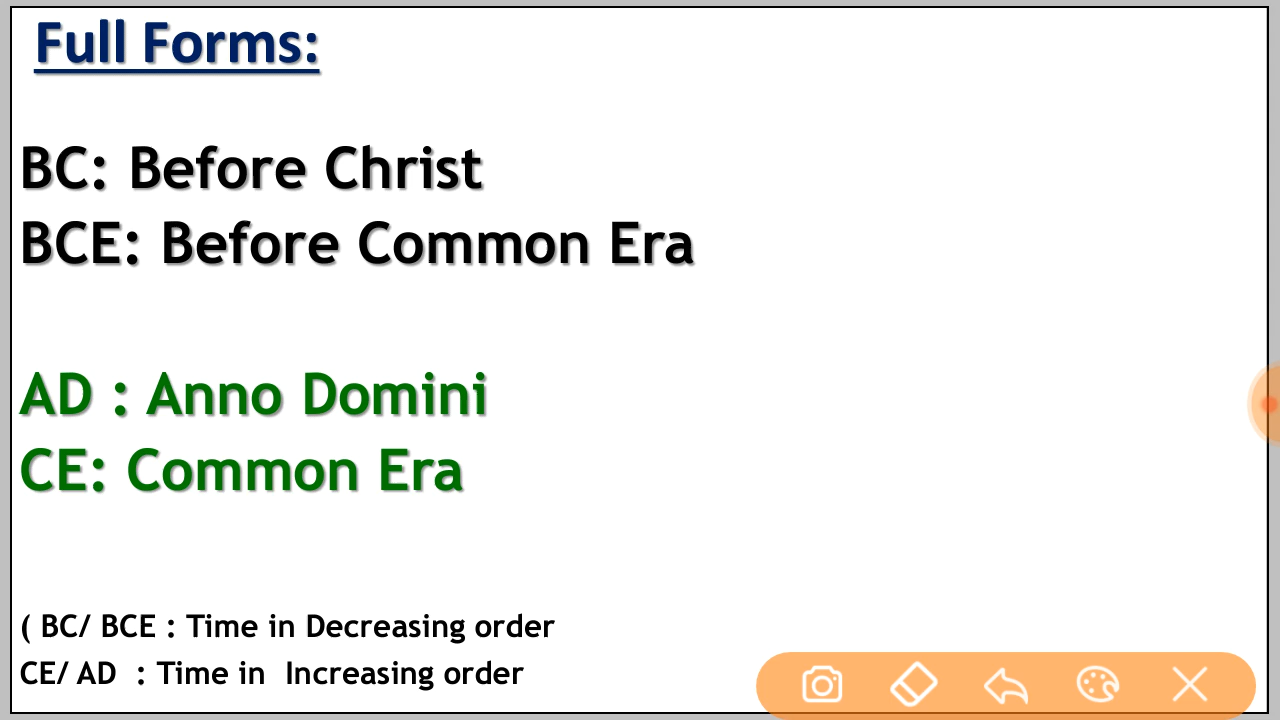 Full Forms:
BC: Before Christ
BCE: Before Common Era
AD : Anno Domini
CE: Common Era
( BC/ BCE : Time in Decreasing order
CE/ AD  : Time in  Increasing order